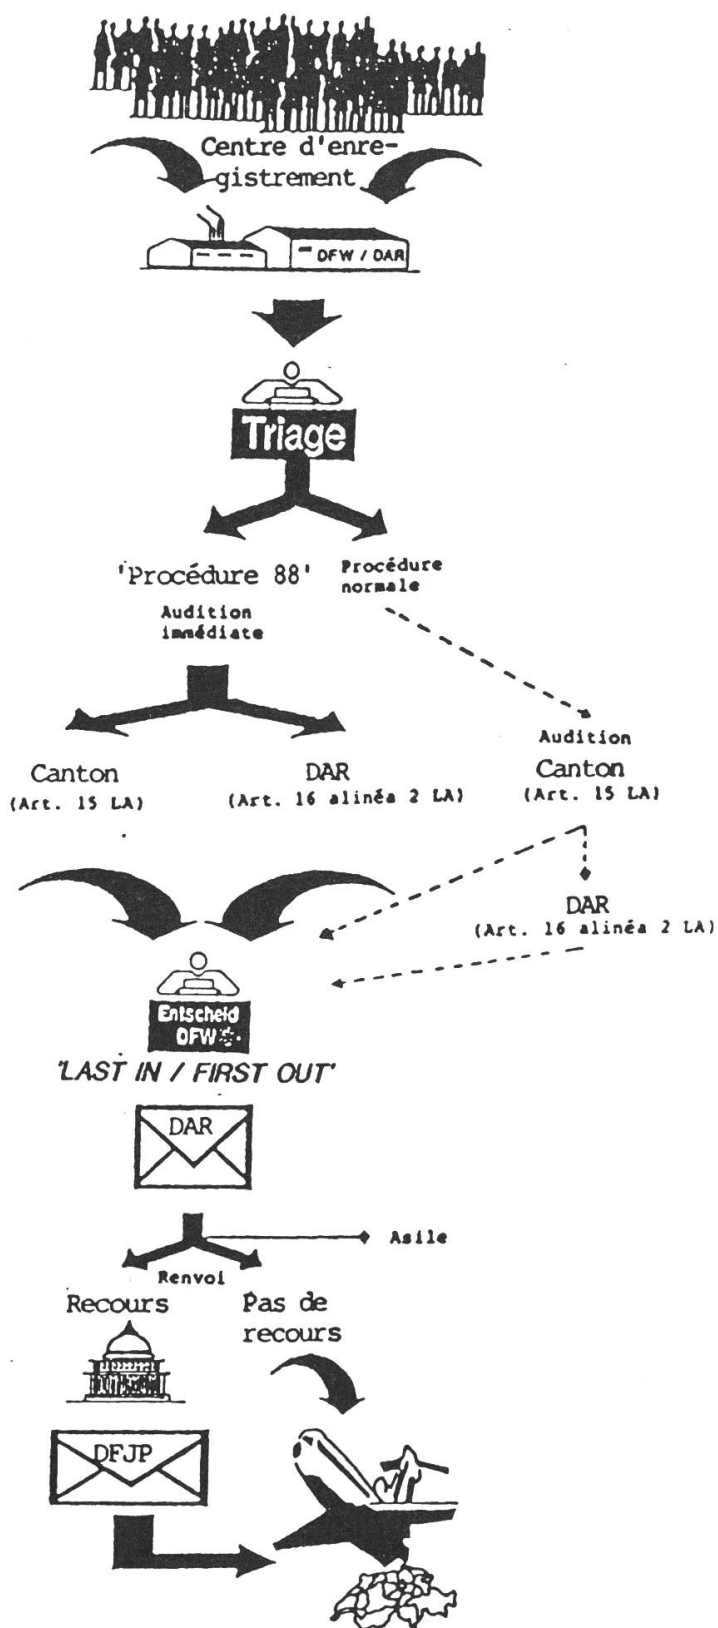 Centre d'enre-
gistrement
DFW / DAR
Triage
'Procédure 88'
Procédure
normale
Audition
immédiate
Audition
Canton
(Art. 15 LA)
DAR
(Art. 16 alinéa 2 LA)
Canton
(Art. 15 LA)
DAR
(Art. 16 alinéa 2 LA)
Entscheid
DFW
'LAST IN / FIRST OUT'
DAR
Asile
Renvoi
Recours
Pas de
recours
DFJP